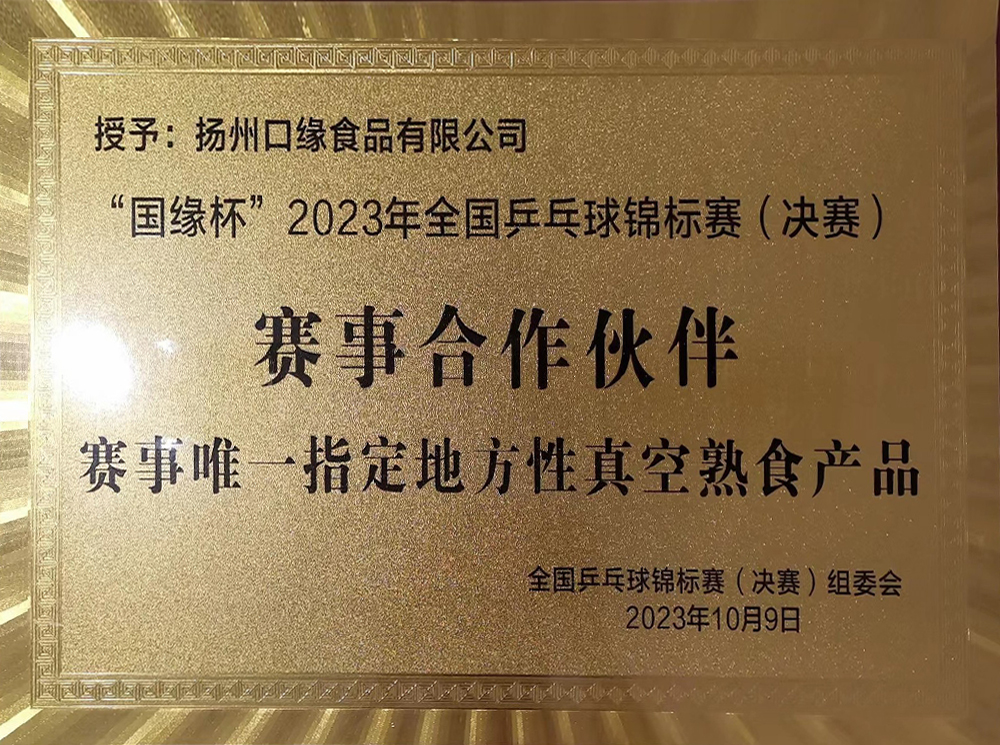 授予：扬州口缘食品有限公司
“国缘杯”2023年全国乒乓球锦标赛（决赛）
赛事合作伙伴
赛事唯一指定地方性真空熟食产品
全国乒乓球锦标赛（决赛）组委会
2023年10月9日